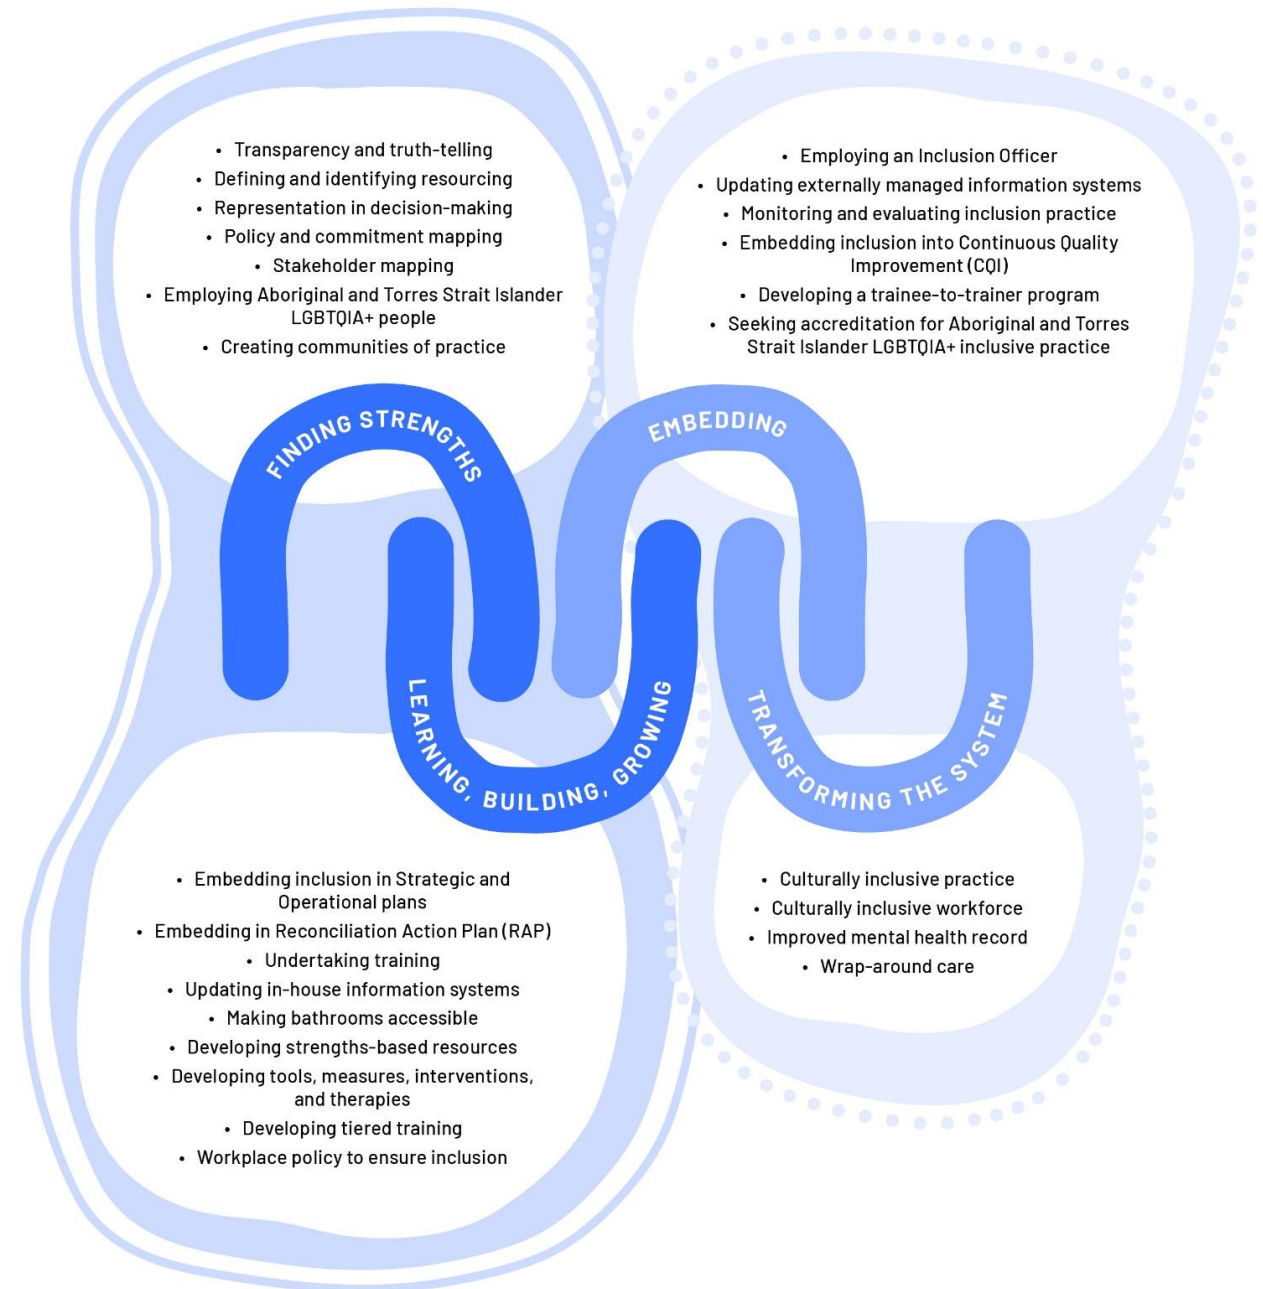 • Transparency and truth-telling
• Defining and identifying resourcing
• Representation in decision-making
• Policy and commitment mapping
• Stakeholder mapping
• Employing Aboriginal and Torres Strait Islander
LGBTQIA+ people
• Creating communities of practice
FINDING STRENGTHS
• Employing an Inclusion Officer
• Updating externally managed information systems
• Monitoring and evaluating inclusion practice
• Embedding inclusion into Continuous Quality
Improvement (CQI)
• Developing a trainee-to-trainer program
• Seeking accreditation for Aboriginal and Torres
Strait Islander LGBTQIA+ inclusive practice
EMBEDDING
LEARNING, BUILDING, GROWING
• Embedding inclusion in Strategic and
Operational plans
• Embedding in Reconciliation Action Plan (RAP)
• Undertaking training
• Updating in-house information systems
• Making bathrooms accessible
• Developing strengths-based resources
• Developing tools, measures, interventions,
and therapies
• Developing tiered training
• Workplace policy to ensure inclusion
TRANSFORMING THE SYSTEM
• Culturally inclusive practice
• Culturally inclusive workforce
• Improved mental health record
• Wrap-around care